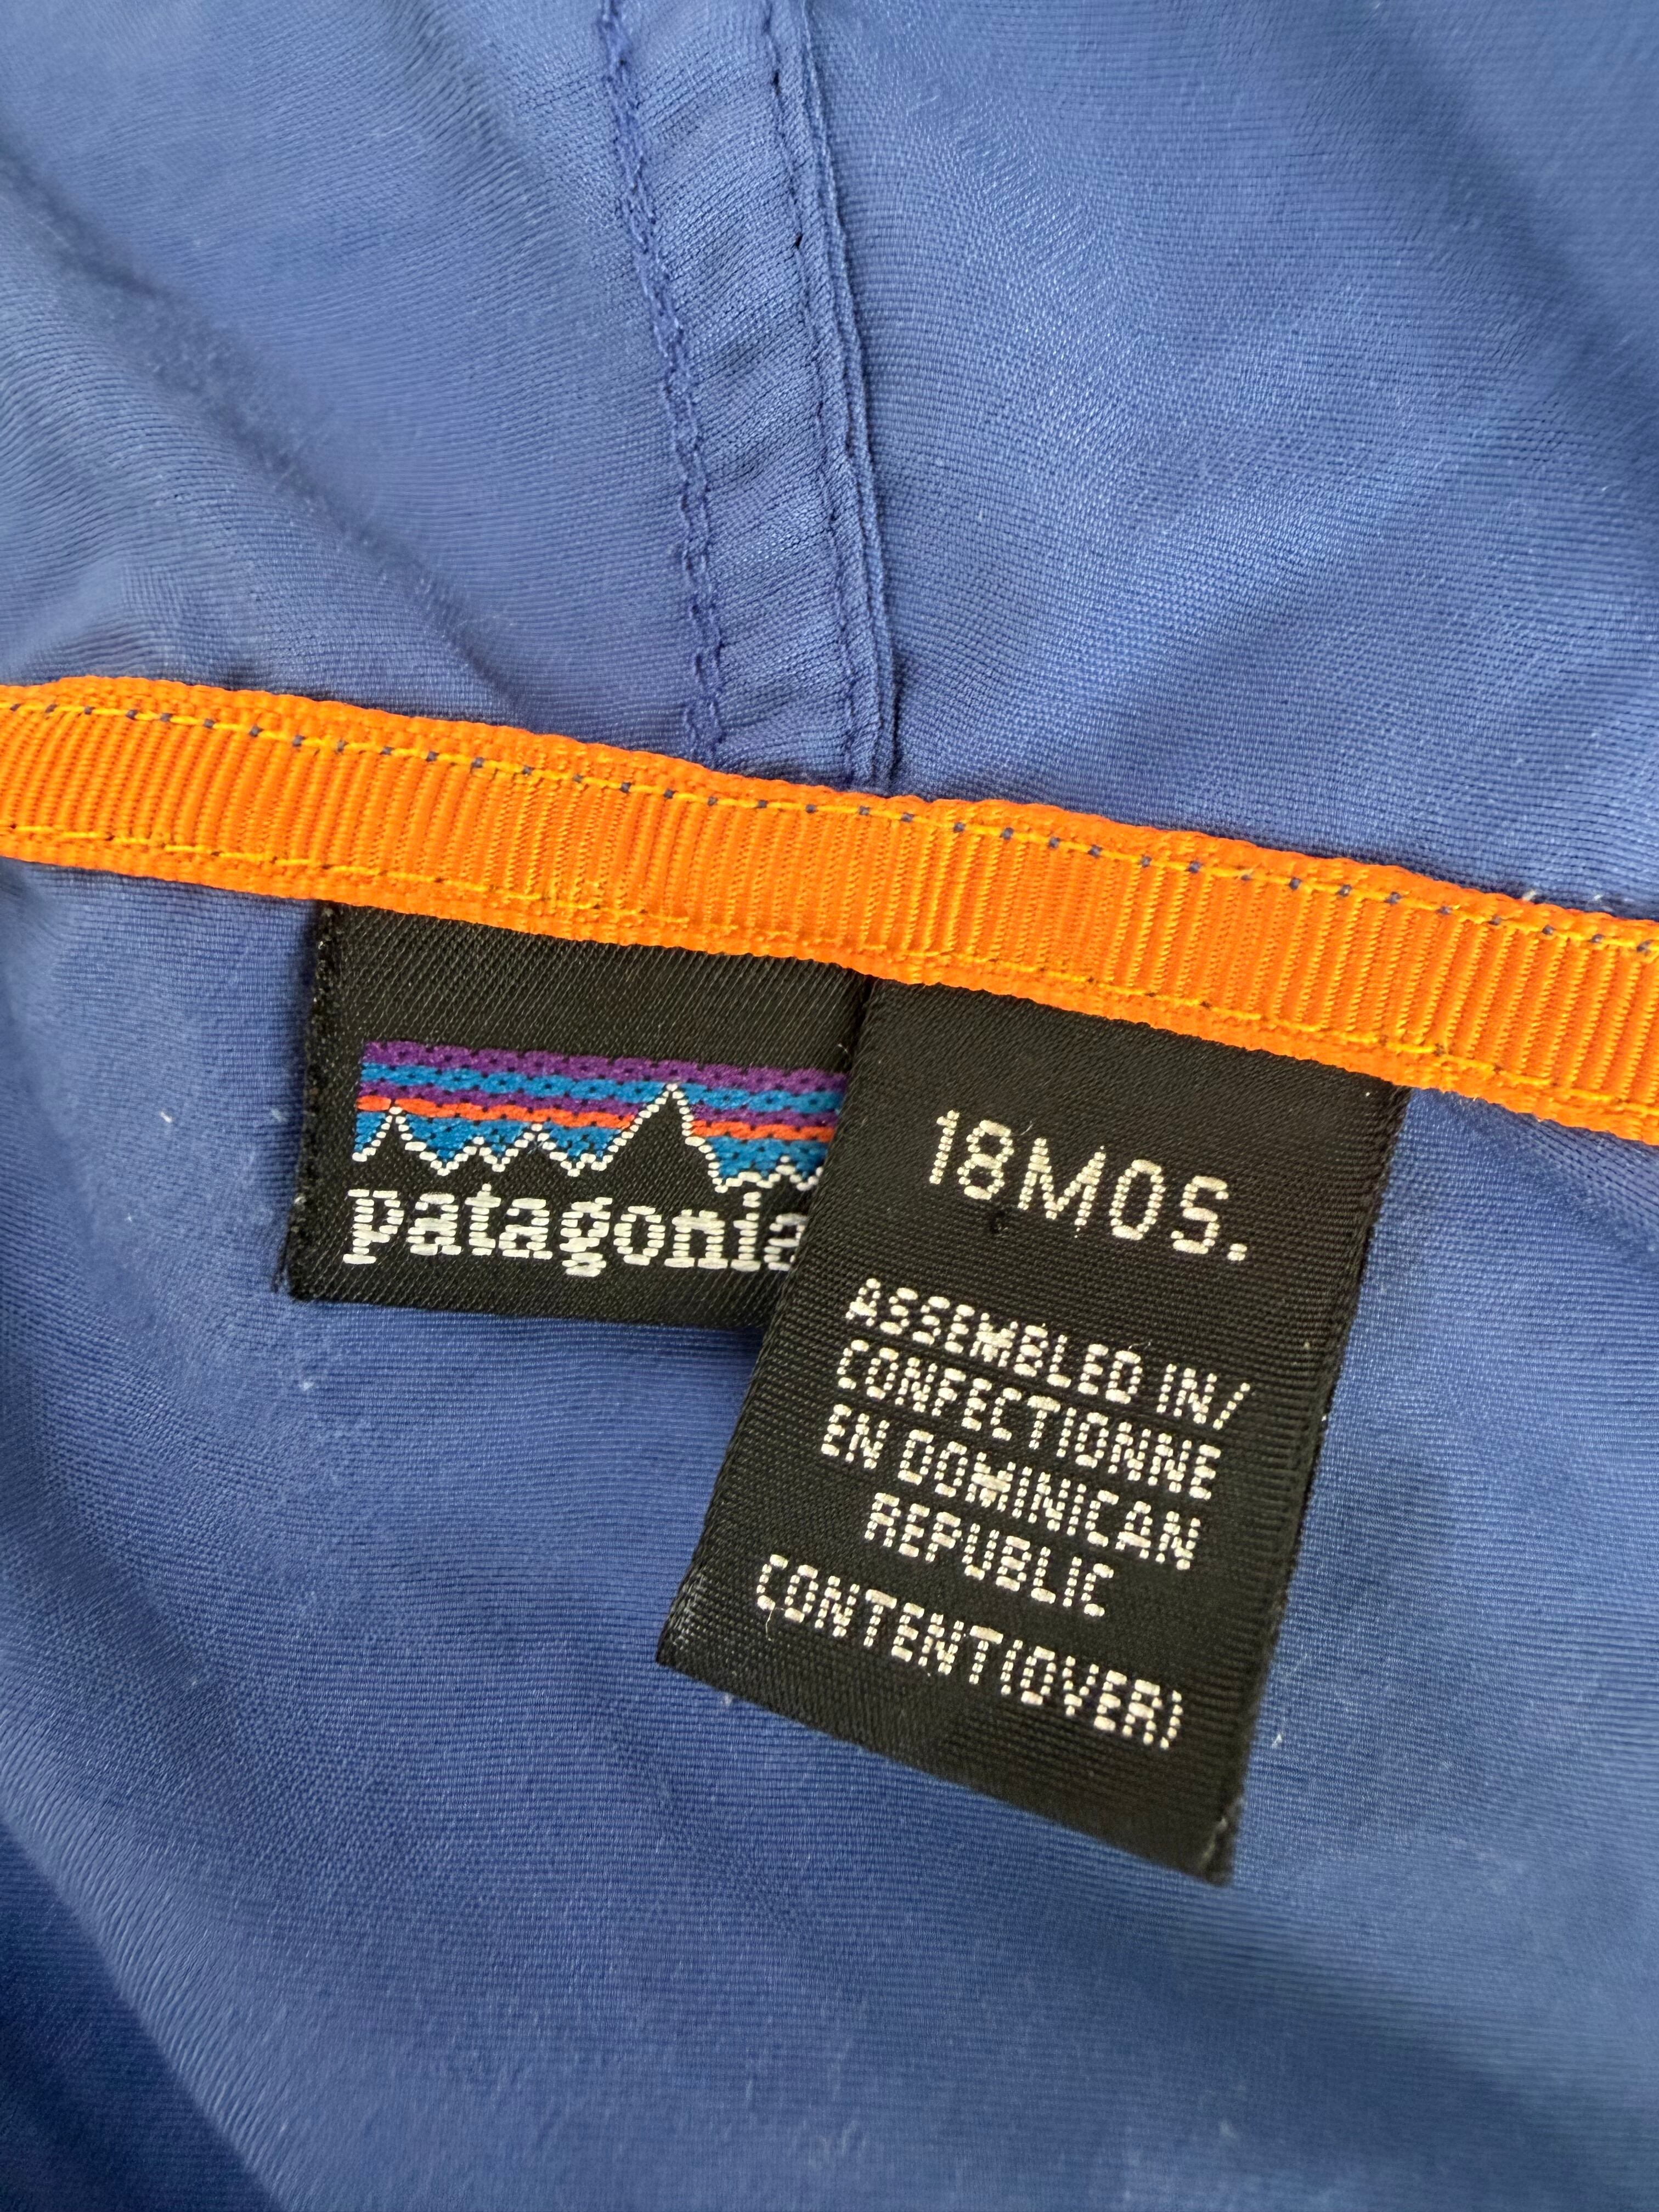 patagonia
18MOS.
ASSEMBLED IN/
CONFECTIONNE
EN DOMINICAN
REPUBLIC
CONTENT(OVER)